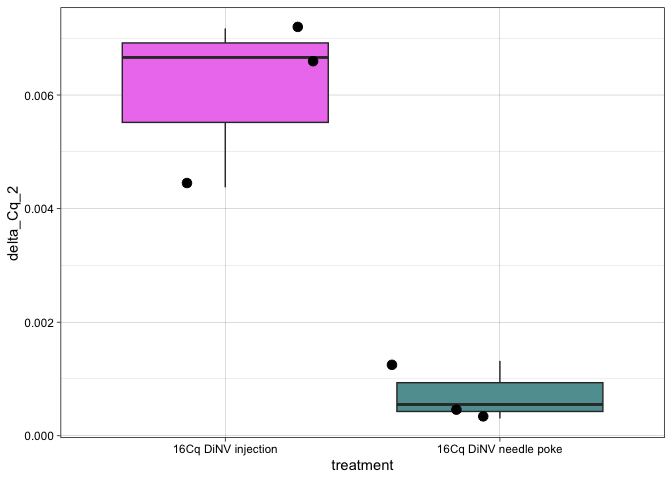 delta_Cq_2
0.006
0.004
0.002
0.000
16Cq DiNV injection
16Cq DiNV needle poke
treatment